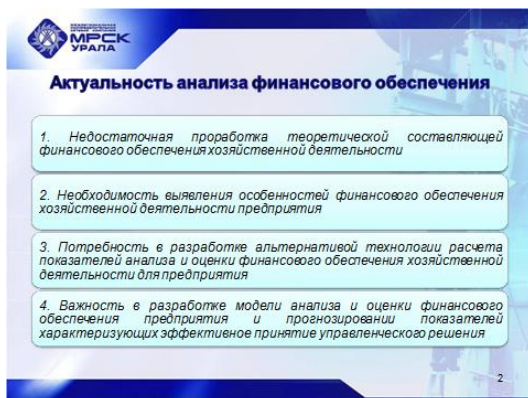 МРСК
УРАЛА
Актуальность анализа финансового обеспечения
1. Недостаточная проработка теоретической составляющей
финансового обеспечения хозяйственной деятельности
2. Необходимость выявления особенностей финансового обеспечения
хозяйственной деятельности предприятия
3. Потребность в разработке альтернативой технологии расчета
показателей анализа и оценки финансового обеспечения хозяйственной
деятельности для предприятия
4. Важность в разработке модели анализа и оценки финансового
обеспечения предприятия и прогнозировании показателей
характеризующих эффективное принятие управленческого решения
2